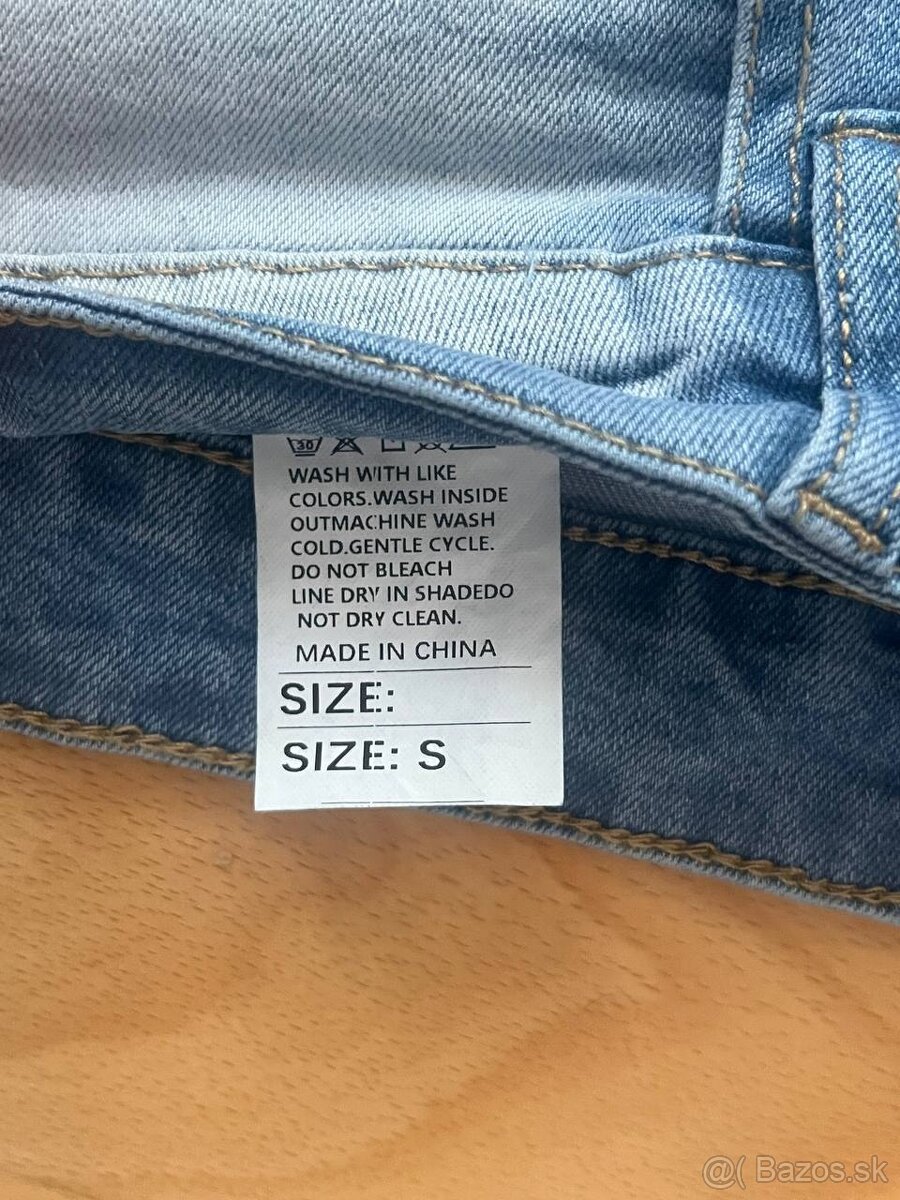 30
WASH WITH LIKE
COLORS.WASH INSIDE
OUTMACHINE WASH
COLD.GENTLE CYCLE.
DO NOT BLEACH
LINE DRY IN SHADEDO
NOT DRY CLEAN.
MADE IN CHINA
SIZE:
SIZE: S
@( Bazos.sk